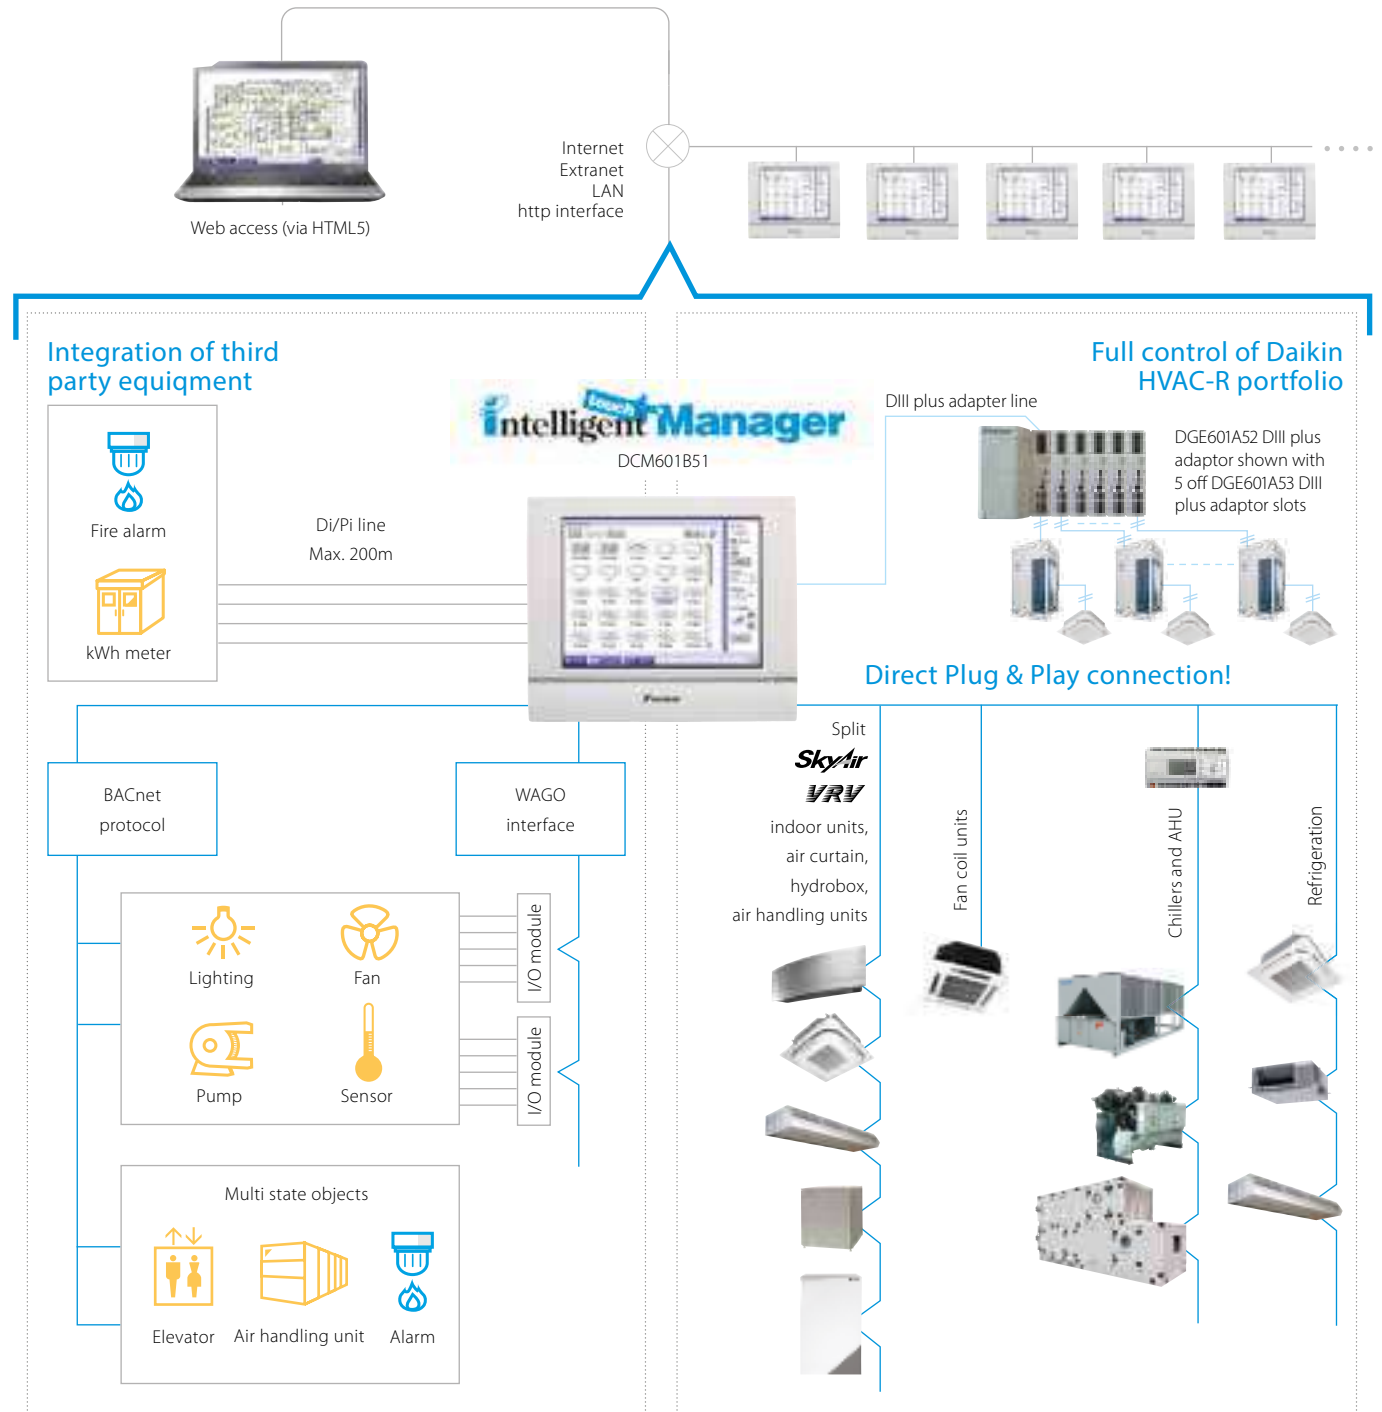 Internet
Extranet
LAN
http interface
Web access (via HTML5)
Integration of third
party equiqment
Full control of Daikin
HVAC-R portfolio
touch
intelligent Manager
DCM601B51
DIII plus adapter line
DGE601A52 DIII plus
adaptor shown with
5 off DGE601A53 DIII
plus adaptor slots
Fire alarm
kWh meter
Di/Pi line
Max. 200m
Direct Plug & Play connection!
BACnet
protocol
WAGO
interface
Split
SkyAir
VRV
indoor units,
air curtain,
hydrobox,
air handling units
Fan coil units
Chillers and AHU
Refrigeration
Lighting
Fan
Pump
Sensor
I/O module
I/O module
Multi state objects
Elevator
Air handling unit
Alarm